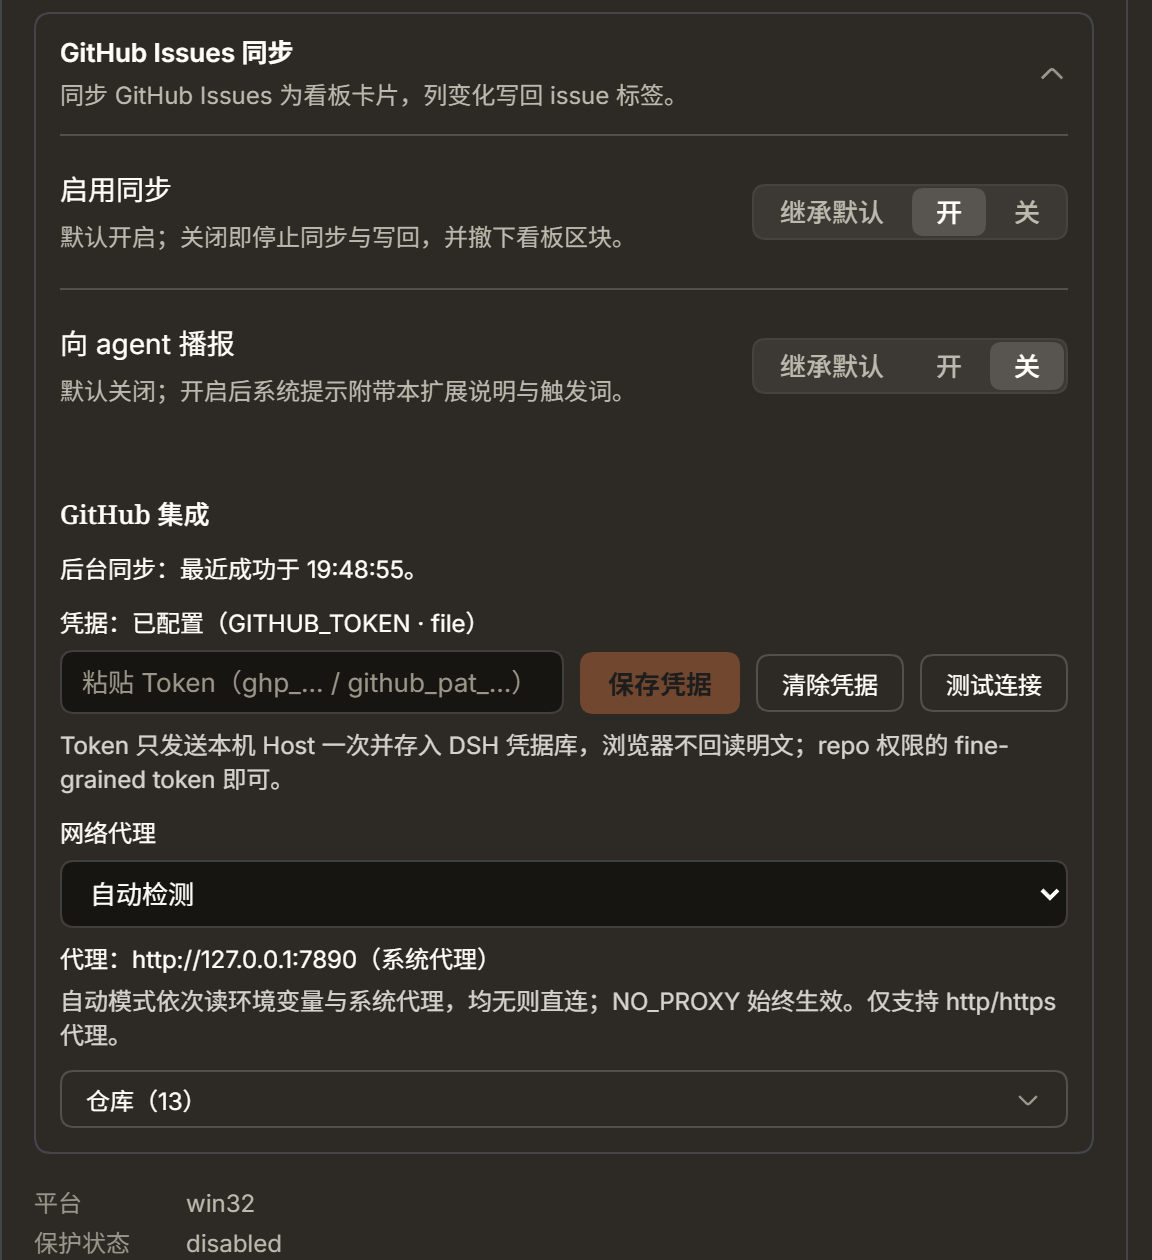 GitHub Issues 同步
同步 GitHub Issues 为看板卡片，列变化写回 issue 标签。
启用同步
默认开启；关闭即停止同步与写回，并撤下看板区块。
继承默认 开 关
向 agent 播报
默认关闭；开启后系统提示附带本扩展说明与触发词。
继承默认 开 关
GitHub 集成
后台同步：最近成功于 19:48:55。
凭据：已配置（GITHUB_TOKEN · file）
粘贴 Token（ghp_... / github_pat_...） 保存凭据 清除凭据 测试连接
Token 只发送本机 Host 一次并存入 DSH 凭据库，浏览器不回读明文；repo 权限的 fine-
grained token 即可。
网络代理
自动检测
代理：http://127.0.0.1:7890（系统代理）
自动模式依次读环境变量与系统代理，均无则直连；NO_PROXY 始终生效。仅支持 http/https
代理。
仓库（13）
平台 win32
保护状态 disabled